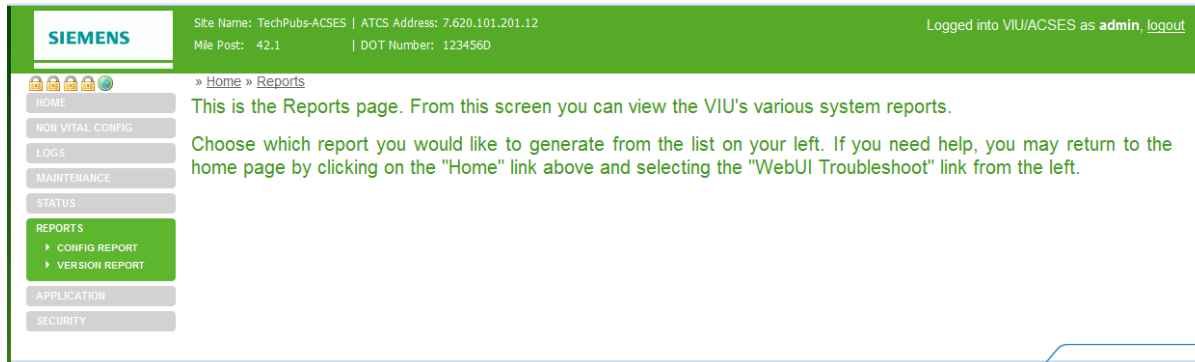 SIEMENS
Site Name: TechPubs-ACSES | ATCS Address: 7.620.101.201.12
Mile Post: 42.1 | DOT Number: 123456D
Logged into VIU/ACSES as admin, logout
» Home » Reports
HOME
NON VITAL CONFIG
LOGS
MAINTENANCE
STATUS
REPORTS
CONFIG REPORT
VERSION REPORT
APPLICATION
SECURITY
This is the Reports page. From this screen you can view the VIU's various system reports.
Choose which report you would like to generate from the list on your left. If you need help, you may return to the
home page by clicking on the "Home" link above and selecting the "WebUI Troubleshoot" link from the left.